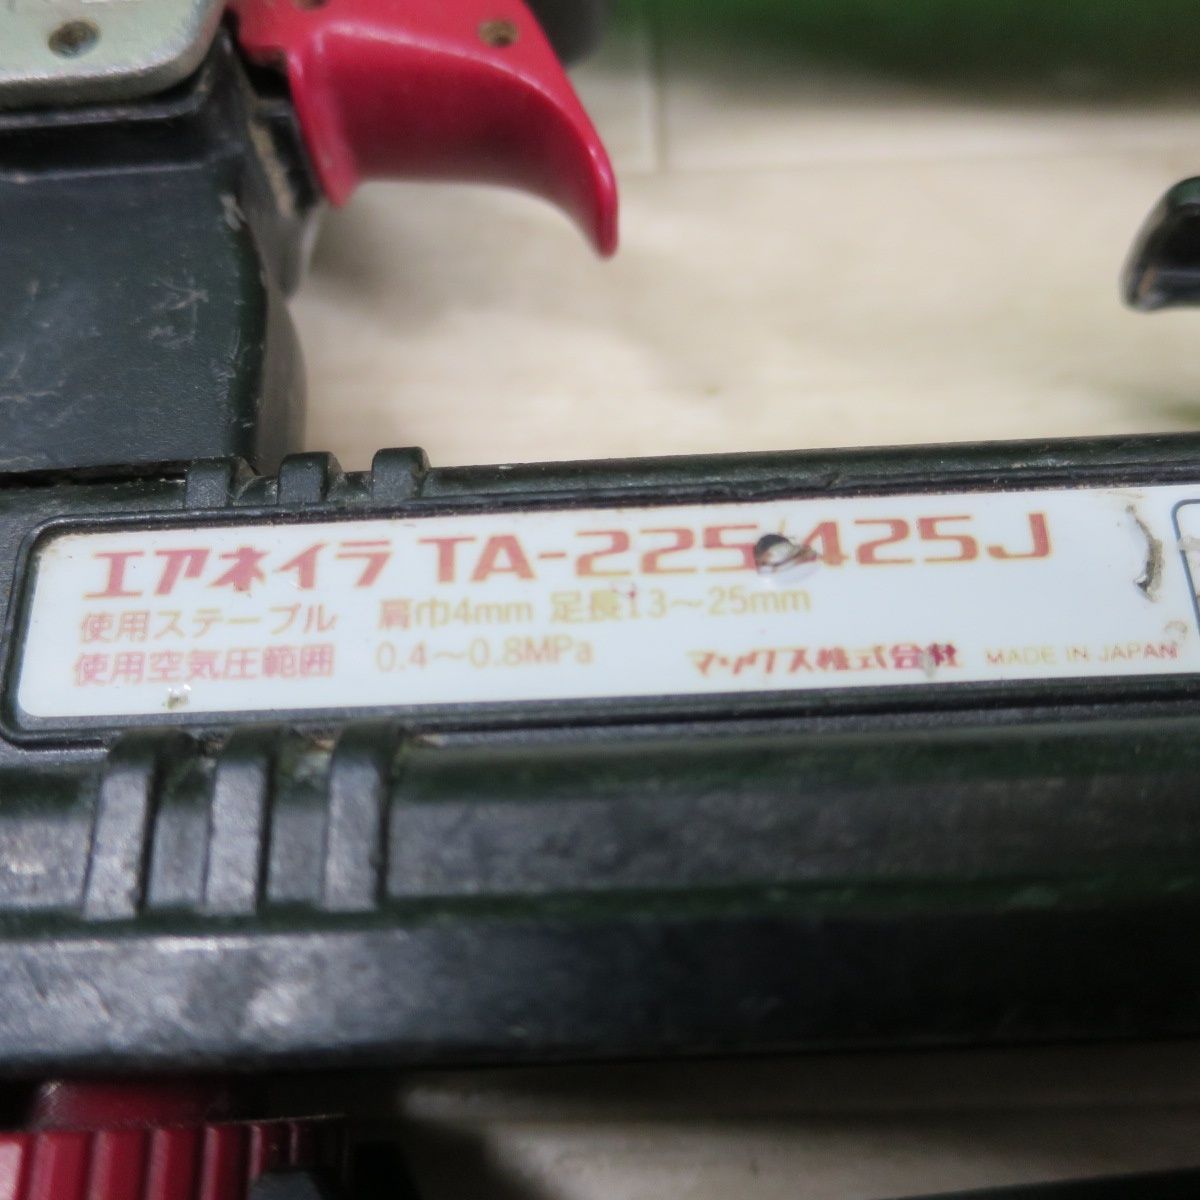 エアネイラ TA-225/425J
使用ステープル 肩巾4mm 足長13～25mm
使用空気圧範囲 0.4～0.8MPa
マックス株式会社 MADE IN JAPAN